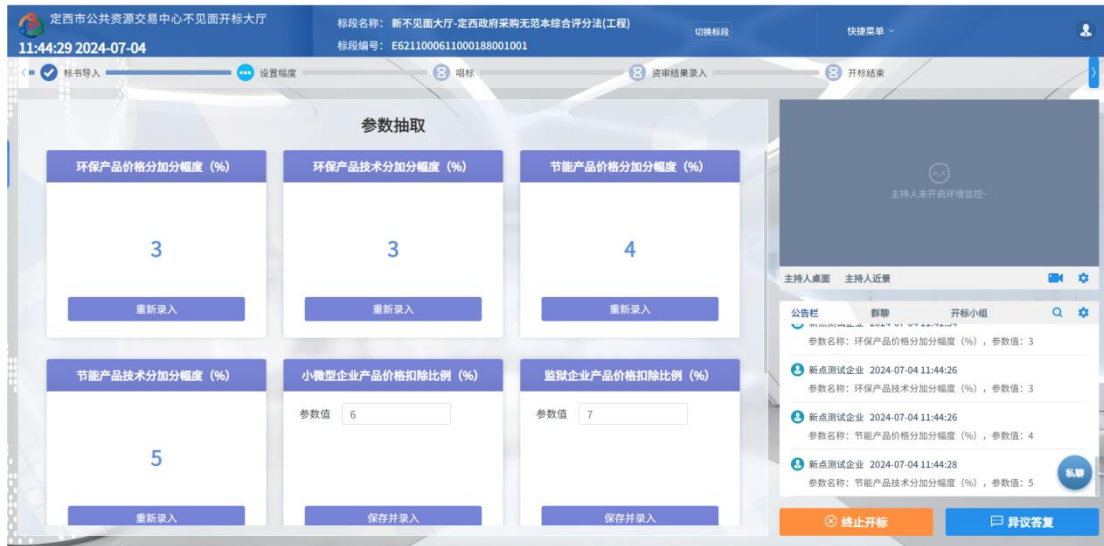 定西市公共资源交易中心不见面开标大厅
11:44:29 2024-07-04
标段名称： 新不见面大厅-定西政府采购无范本综合评分法(工程)
标段编号： E6211000611000188001001
切换标段
快捷菜单
标书导入
设置幅度
唱标
资审结果录入
开标结束
参数抽取
环保产品价格分加分幅度（%）
3
重新录入
环保产品技术分加分幅度（%）
3
重新录入
节能产品价格分加分幅度（%）
4
重新录入
节能产品技术分加分幅度（%）
5
重新录入
小微型企业产品价格扣除比例（%）
参数值 6
保存并录入
监狱企业产品价格扣除比例（%）
参数值 7
保存并录入
主持人未开启环境监控~
主持人桌面 主持人近景
公告栏 群聊 开标小组
参数名称：环保产品价格分加分幅度（%），参数值：3
新点测试企业 2024-07-04 11:44:26
参数名称：环保产品技术分加分幅度（%），参数值：3
新点测试企业 2024-07-04 11:44:26
参数名称：节能产品价格分加分幅度（%），参数值：4
新点测试企业 2024-07-04 11:44:28
参数名称：节能产品技术分加分幅度（%），参数值：5
私聊
终止开标
异议答复